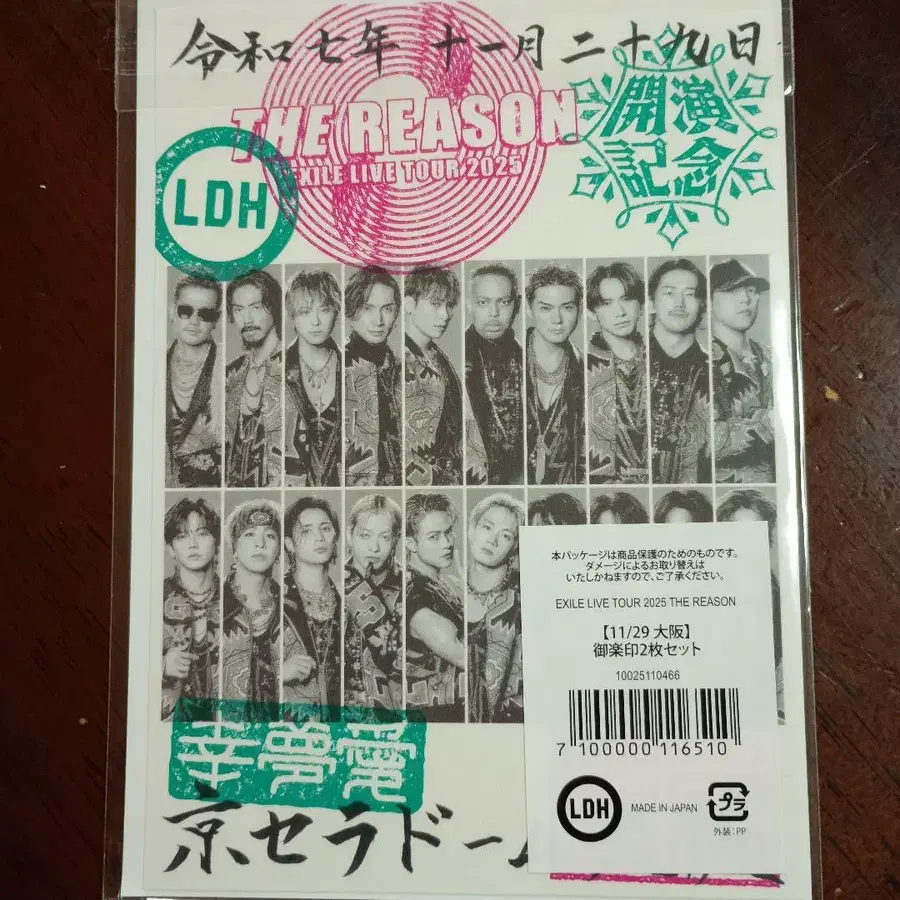 令和七年 十一月二十九日
THE REASON
EXILE LIVE TOUR 2025
開演
記念
LDH
本パッケージは商品保護のためのものです。
ダメージによるお取り替えは
いたしかねますので、ご了承ください。
EXILE LIVE TOUR 2025 THE REASON
【11/29 大阪】
御楽印2枚セット
10025110466
7 100000 116510
LDH
MADE IN JAPAN
プラ
外装:PP
幸夢愛
京セラドー